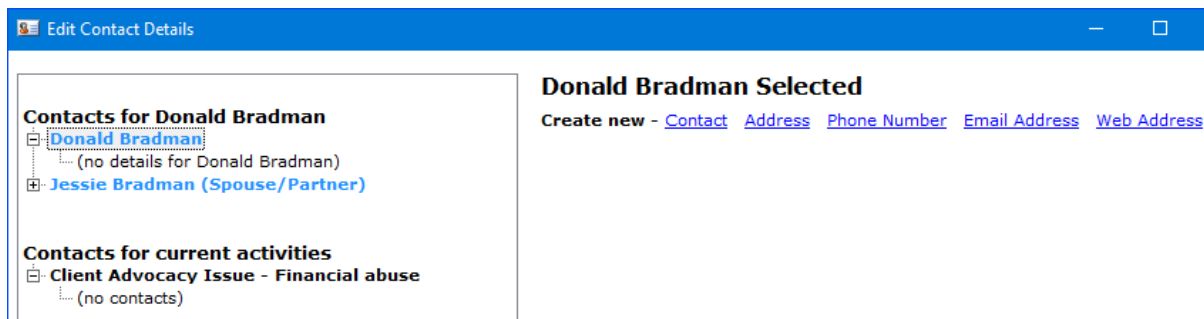 Edit Contact Details
Contacts for Donald Bradman
Donald Bradman
(no details for Donald Bradman)
Jessie Bradman (Spouse/Partner)
Contacts for current activities
Client Advocacy Issue - Financial abuse
(no contacts)
Donald Bradman Selected
Create new - Contact Address Phone Number Email Address Web Address